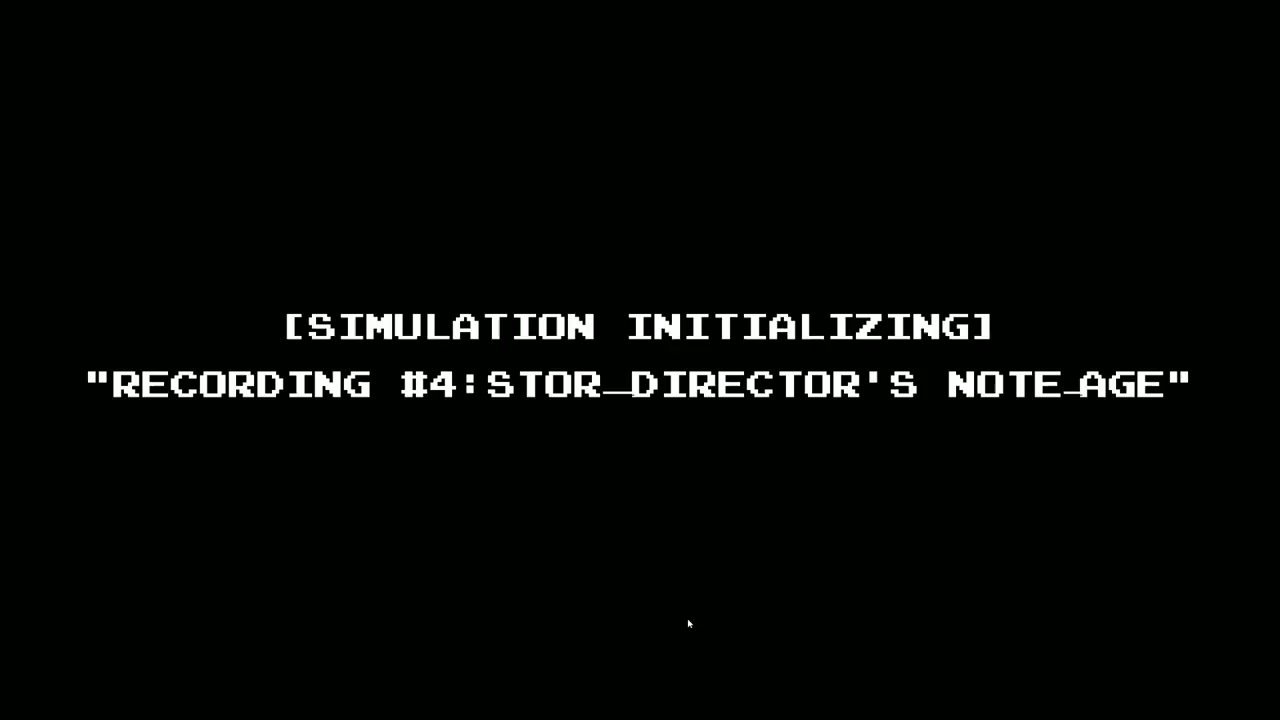 [SIMULATION INITIALIZING]
"RECORDING #4:STOR_DIRECTOR'S NOTE_AGE"